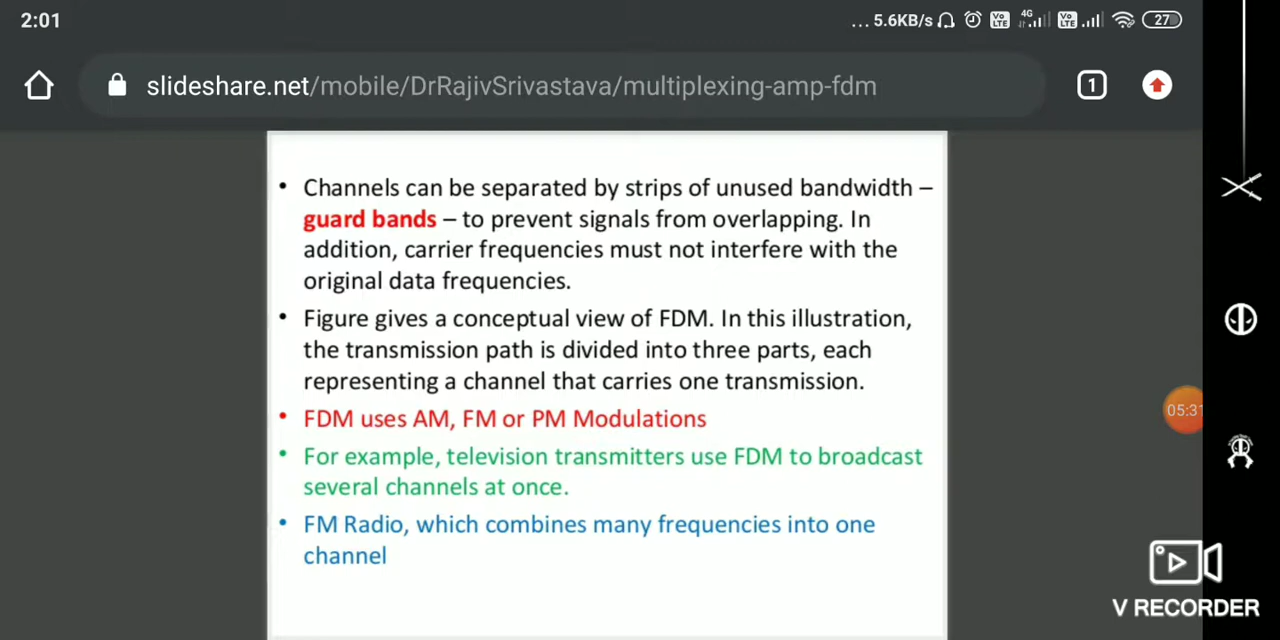 2:01
... 5.6KB/s Vo LTE 4G Vo LTE 27
slideshare.net/mobile/DrRajivSrivastava/multiplexing-amp-fdm 1
• Channels can be separated by strips of unused bandwidth –
guard bands – to prevent signals from overlapping. In
addition, carrier frequencies must not interfere with the
original data frequencies.
• Figure gives a conceptual view of FDM. In this illustration,
the transmission path is divided into three parts, each
representing a channel that carries one transmission.
• FDM uses AM, FM or PM Modulations
• For example, television transmitters use FDM to broadcast
several channels at once.
• FM Radio, which combines many frequencies into one
channel
05:31
V RECORDER